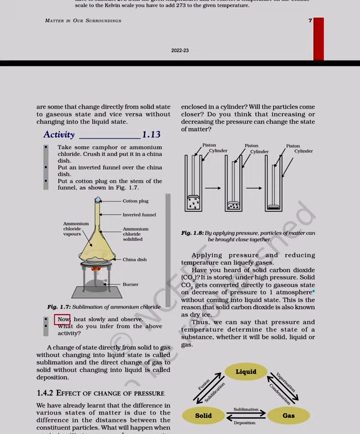 scale to the Kelvin scale you have to add 273 to the given temperature.
MATTER IN OUR SURROUNDINGS
7
2022-23
are some that change directly from solid state
to gaseous state and vice versa without
changing into the liquid state.
Activity 1.13
• Take some camphor or ammonium
chloride. Crush it and put it in a china
dish.
• Put an inverted funnel over the china
dish.
• Put a cotton plug on the stem of the
funnel, as shown in Fig. 1.7.
Cotton plug
Inverted funnel
Ammonium
chloride
vapours
Ammonium
chloride
solidified
China dish
Burner
Fig. 1.7: Sublimation of ammonium chloride
• Now, heat slowly and observe.
• What do you infer from the above
activity?
A change of state directly from solid to gas
without changing into liquid state is called
sublimation and the direct change of gas to
solid without changing into liquid is called
deposition.
1.4.2 EFFECT OF CHANGE OF PRESSURE
We have already learnt that the difference in
various states of matter is due to the
difference in the distances between the
constituent particles. What will happen when
enclosed in a cylinder? Will the particles come
closer? Do you think that increasing or
decreasing the pressure can change the state
of matter?
Piston
Cylinder
Piston
Cylinder
Piston
Cylinder
Fig. 1.8: By applying pressure, particles of matter can
be brought close together
Applying pressure and reducing
temperature can liquefy gases.
Have you heard of solid carbon dioxide
(CO2)? It is stored under high pressure. Solid
CO2 gets converted directly to gaseous state
on decrease of pressure to 1 atmosphere*
without coming into liquid state. This is the
reason that solid carbon dioxide is also known
as dry ice.
Thus, we can say that pressure and
temperature determine the state of a
substance, whether it will be solid, liquid or
gas.
Liquid
Fusion
Solidification
Vaporisation
Condensation
Solid
Sublimation
Deposition
Gas